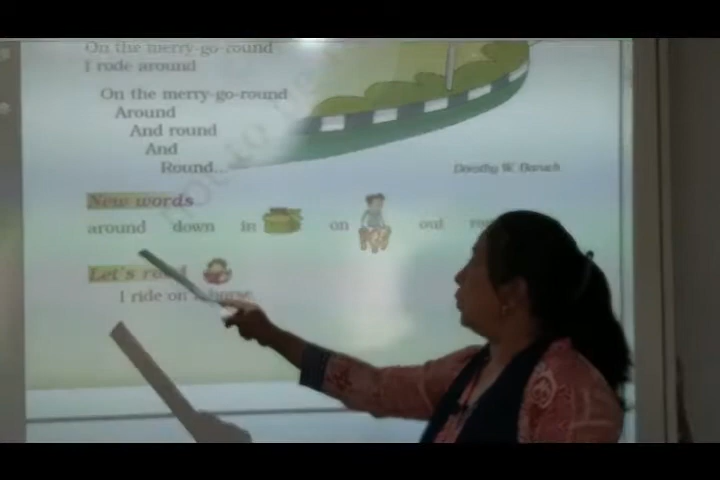 On the merry-go-round
I rode around
On the merry-go-round
Around
And round
And
Round...
Dorothy W. Baruch
New words
around down in on out
Let's read
I ride on a horse.